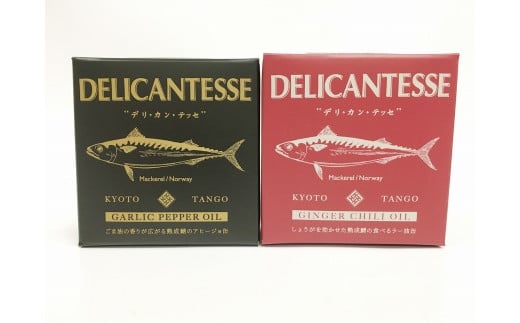 DELICANTESSE
"デリ・カン・テッセ"
Mackerel/Norway
KYOTO TANGO
GARLIC PEPPER OIL
ごま油の香りが広がる熟成鯖のアヒージョ缶
DELICANTESSE
"デリ・カン・テッセ"
Mackerel/Norway
KYOTO TANGO
GINGER CHILI OIL
しょうがを効かせた熟成鯖の食べるラー油缶